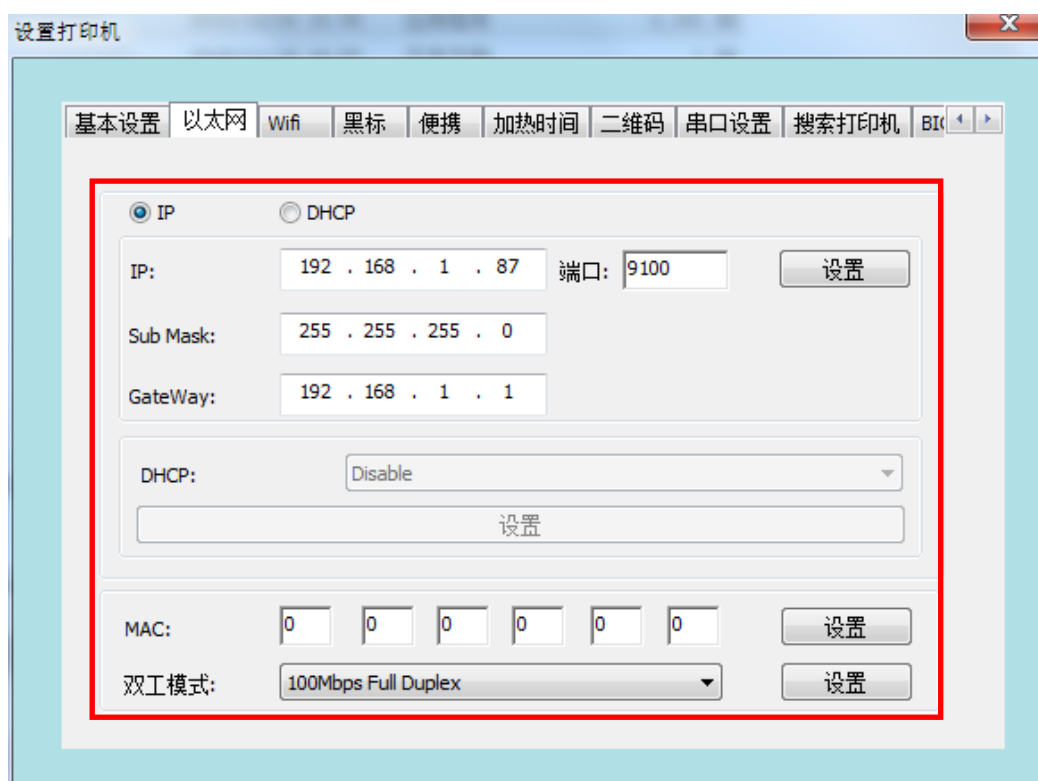 设置打印机
基本设置 以太网 Wifi 黑标 便携 加热时间 二维码 串口设置 搜索打印机
IP DHCP
IP: 192 . 168 . 1 . 87 端口: 9100 设置
Sub Mask: 255 . 255 . 255 . 0
GateWay: 192 . 168 . 1 . 1
DHCP: Disable
设置
MAC: 0 0 0 0 0 0 设置
双工模式: 100Mbps Full Duplex 设置